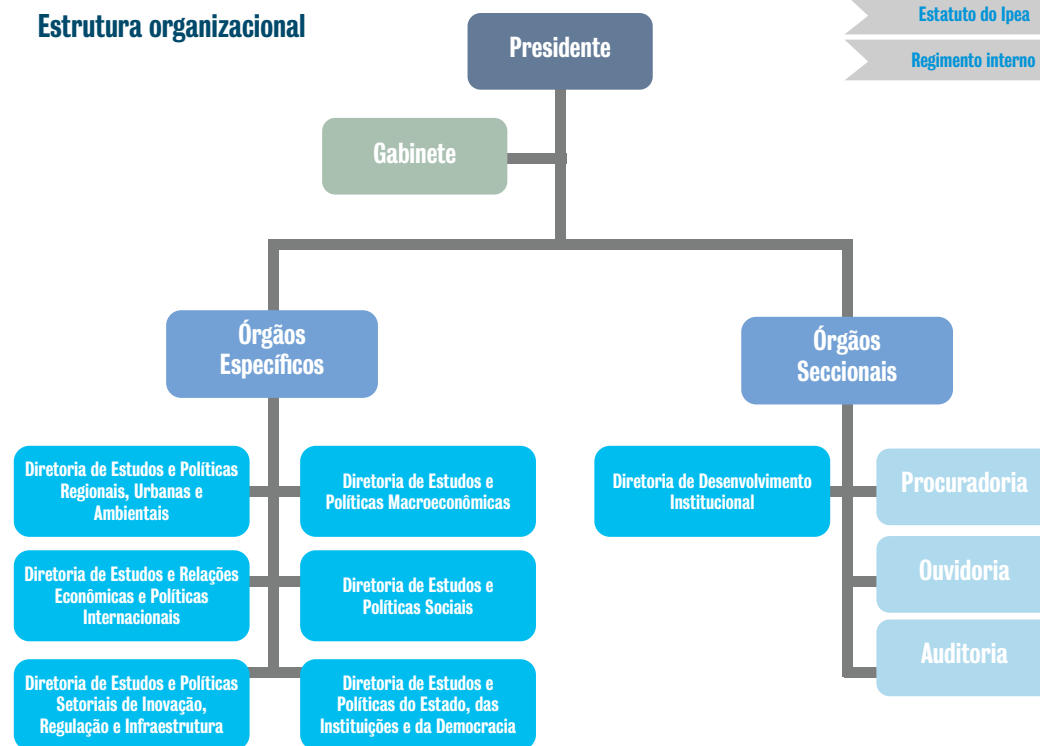 Estrutura organizacional
Estatuto do Ipea
Regimento interno
Presidente
Gabinete
Órgãos
Específicos
Órgãos
Seccionais
Diretoria de Estudos e Políticas
Regionais, Urbanas e
Ambientais
Diretoria de Estudos e
Políticas Macroeconômicas
Diretoria de Desenvolvimento
Institucional
Procuradoria
Diretoria de Estudos e Relações
Econômicas e Políticas
Internacionais
Diretoria de Estudos e
Políticas Sociais
Ouvidoria
Diretoria de Estudos e Políticas
Setoriais de Inovação,
Regulação e Infraestrutura
Diretoria de Estudos e
Políticas do Estado, das
Instituições e da Democracia
Auditoria